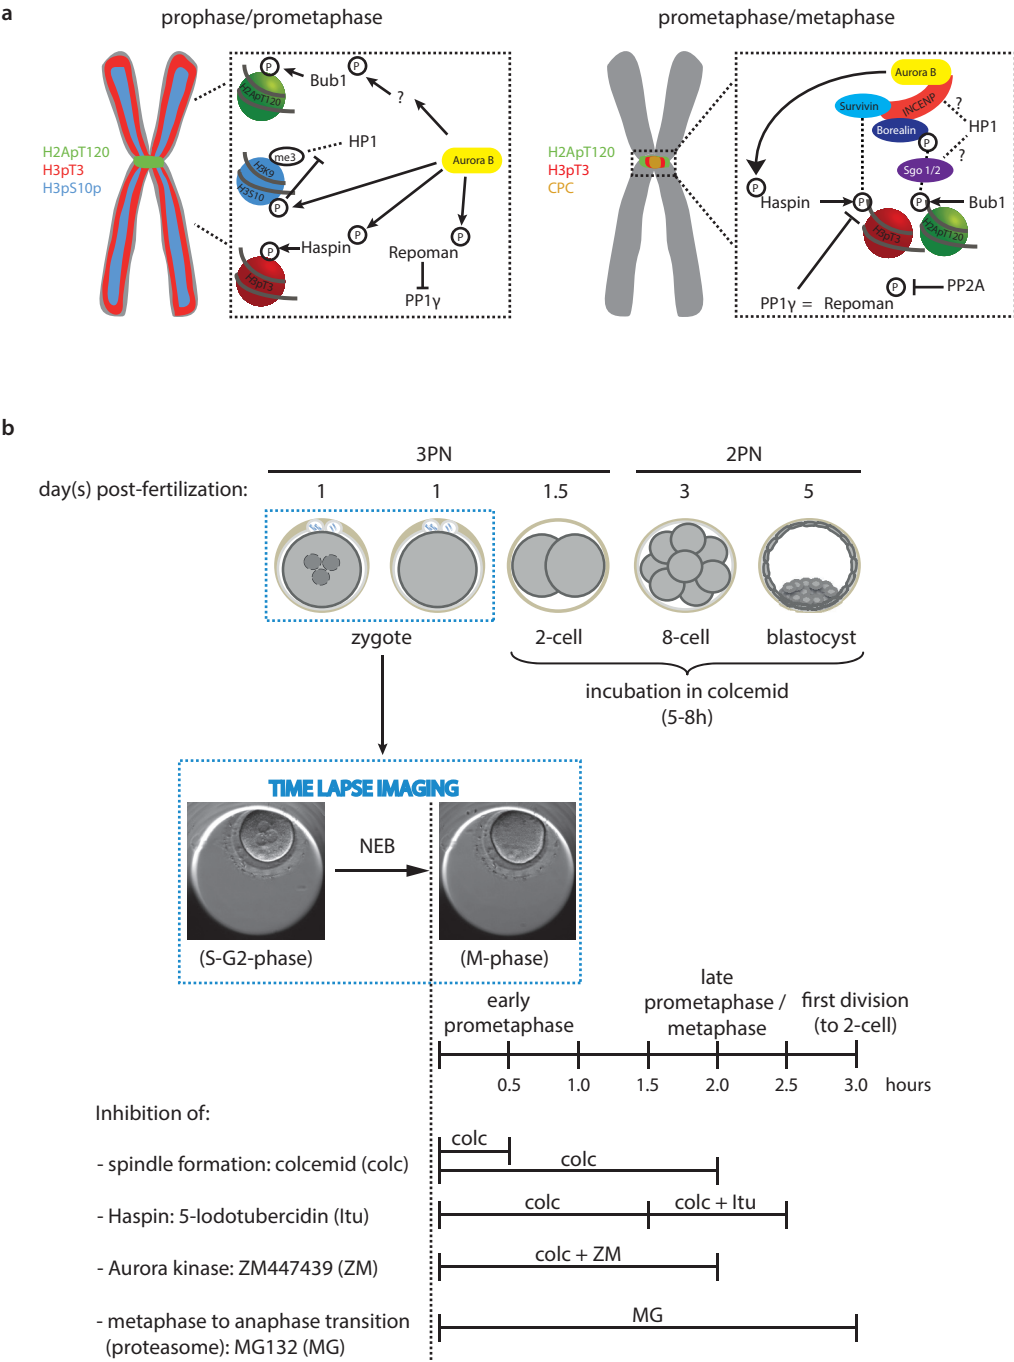 a
prophase/prometaphase
prometaphase/metaphase
H2ApT120
H3pT3
H3pS10p
P
H2ApT120
Bub1
P
?
HP1
me3
H3K9
H3S10
P
Aurora B
P
Haspin
P
H3pT3
Repoman
P
PP1γ
H2ApT120
H3pT3
CPC
Aurora B
Survivin
INCENP
?
HP1
Borealin
P
?
Sgo 1/2
P
Haspin
P
P
Bub1
H3pT3
H2ApT120
P
PP2A
PP1γ = Repoman
b
3PN
2PN
day(s) post-fertilization:
1
1
1.5
3
5
zygote
2-cell
8-cell
blastocyst
incubation in colcemid
(5-8h)
TIME LAPSE IMAGING
NEB
(S-G2-phase)
(M-phase)
early
prometaphase
late
prometaphase /
metaphase
first division
(to 2-cell)
0.5
1.0
1.5
2.0
2.5
3.0
hours
Inhibition of:
- spindle formation: colcemid (colc)
colc
colc
- Haspin: 5-Iodotubercidin (Itu)
colc
colc + Itu
- Aurora kinase: ZM447439 (ZM)
colc + ZM
- metaphase to anaphase transition
(proteasome): MG132 (MG)
MG